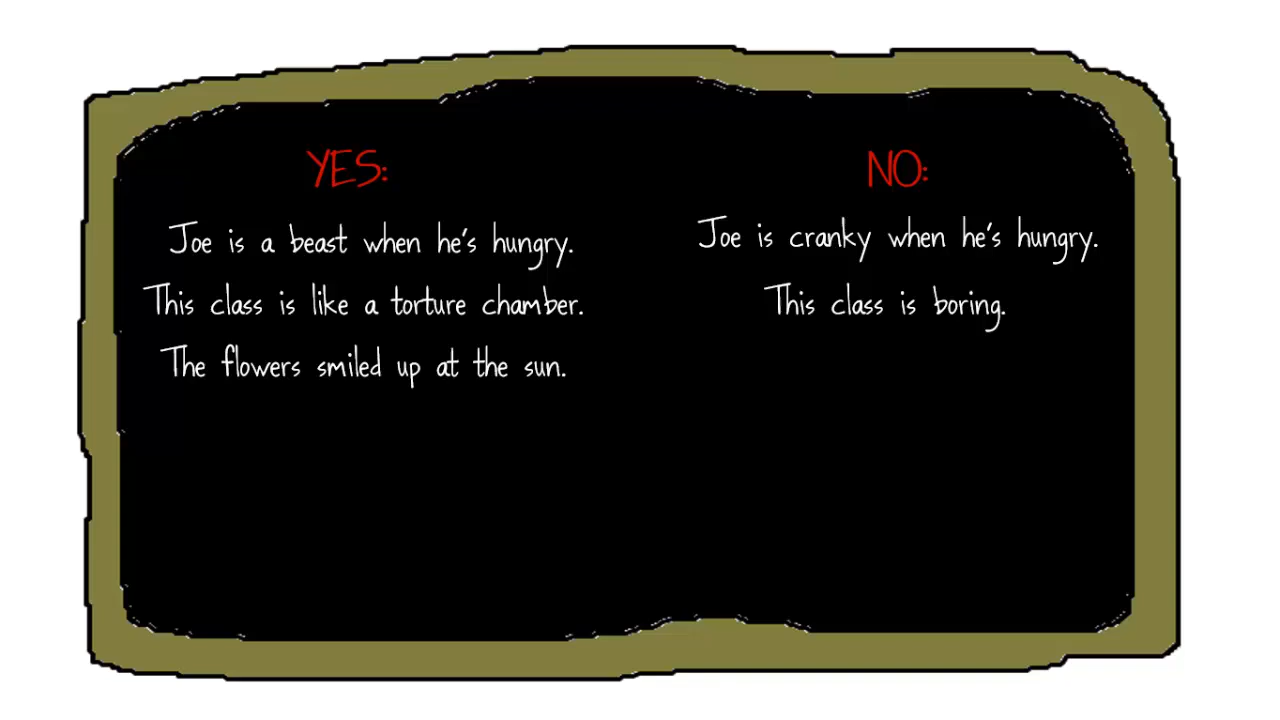 YES:
Joe is a beast when he's hungry.
This class is like a torture chamber.
The flowers smiled up at the sun.
NO:
Joe is cranky when he's hungry.
This class is boring.